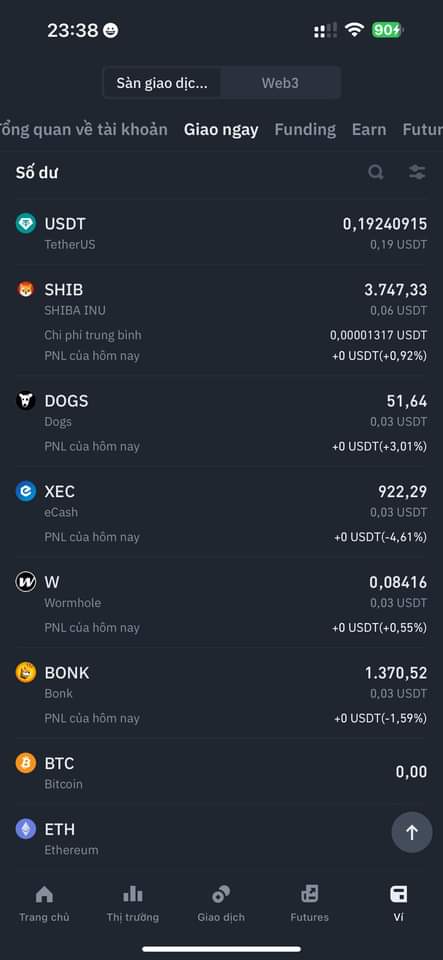 23:38
90
Sàn giao dịc...
Web3
Tổng quan về tài khoản
Giao ngay
Funding
Earn
Futur
Số dư
USDT
0,19240915
TetherUS
0,19 USDT
SHIB
3.747,33
SHIBA INU
0,06 USDT
Chi phí trung bình
0,00001317 USDT
PNL của hôm nay
+0 USDT(+0,92%)
DOGS
51,64
Dogs
0,03 USDT
PNL của hôm nay
+0 USDT(+3,01%)
XEC
922,29
eCash
0,03 USDT
PNL của hôm nay
+0 USDT(-4,61%)
W
0,08416
Wormhole
0,03 USDT
PNL của hôm nay
+0 USDT(+0,55%)
BONK
1.370,52
Bonk
0,03 USDT
PNL của hôm nay
+0 USDT(-1,59%)
BTC
0,00
Bitcoin
ETH
Ethereum
Trang chủ
Thị trường
Giao dịch
Futures
Ví